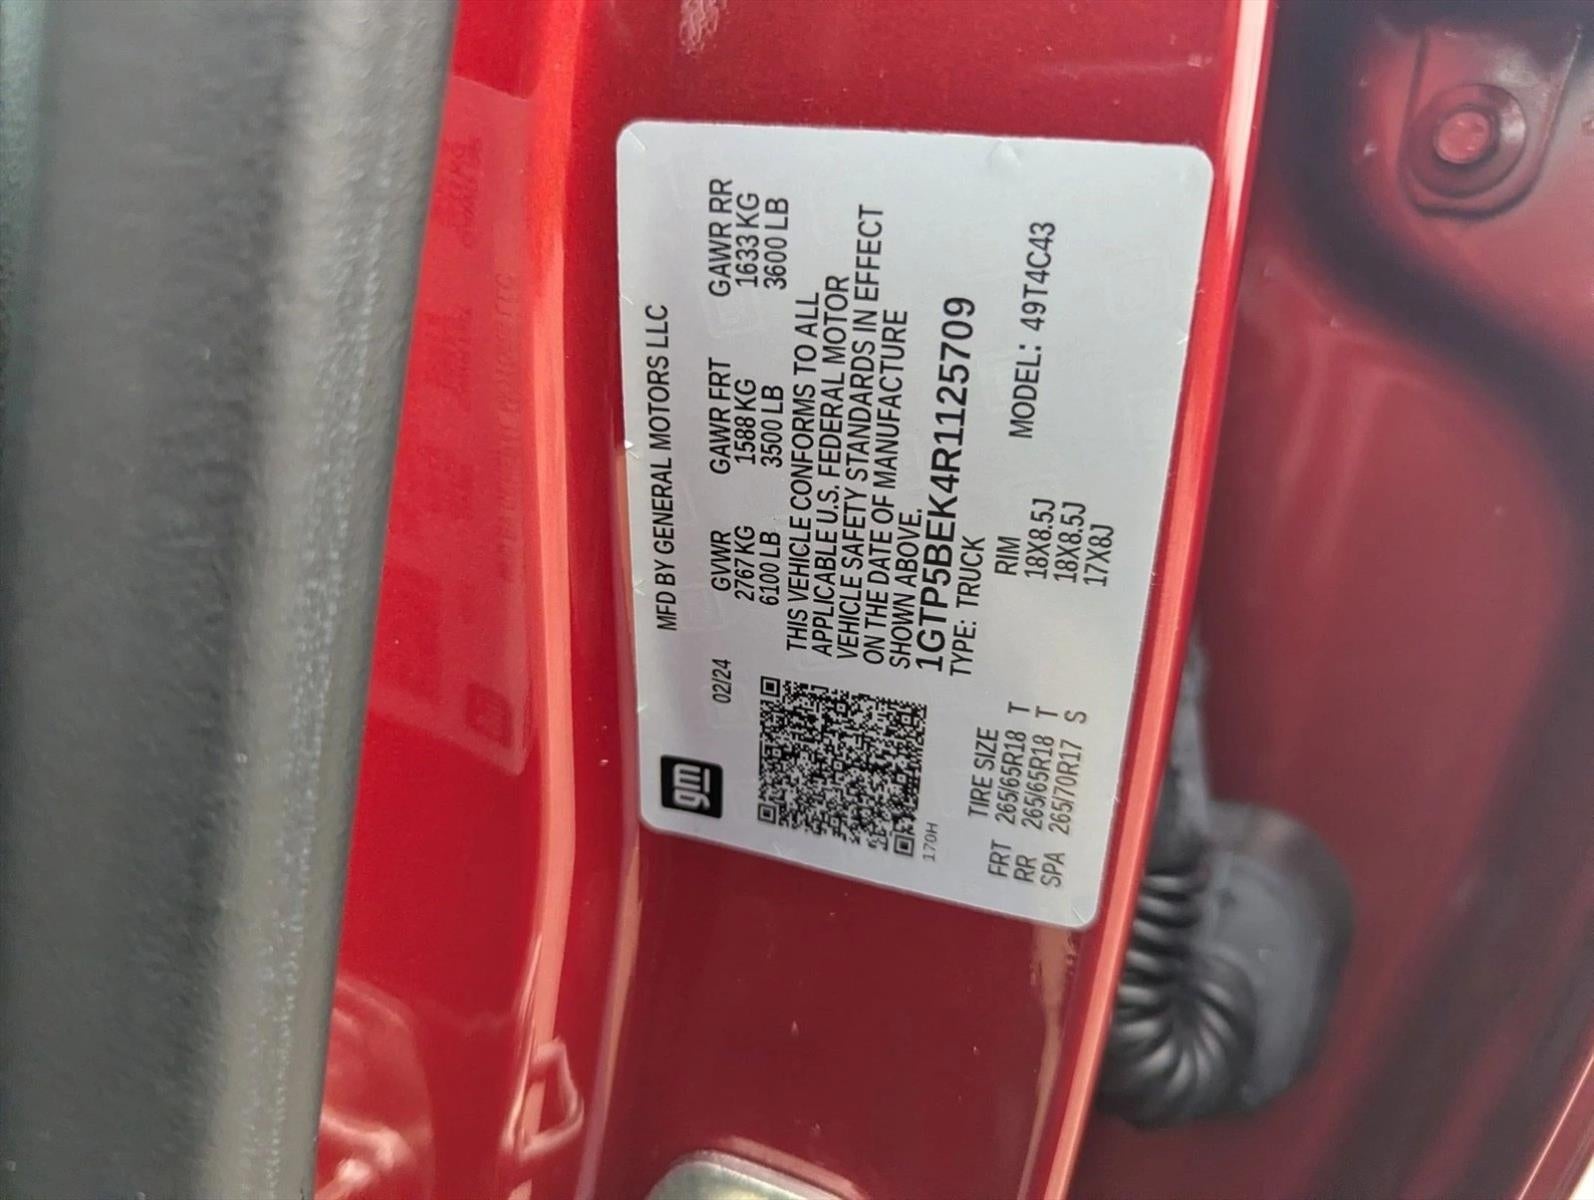 gm
MFD BY GENERAL MOTORS LLC
02/24
GVWR GAWR FRT GAWR RR
2767 KG 1588 KG 1633 KG
6100 LB 3500 LB 3600 LB
THIS VEHICLE CONFORMS TO ALL
APPLICABLE U.S. FEDERAL MOTOR
VEHICLE SAFETY STANDARDS IN EFFECT
ON THE DATE OF MANUFACTURE
SHOWN ABOVE.
1GTP5BEK4R1125709
TYPE: TRUCK
MODEL: 49T4C43
170H
TIRE SIZE RIM
FRT 265/65R18 T 18X8.5J
RR 265/65R18 T 18X8.5J
SPA 265/70R17 S 17X8J